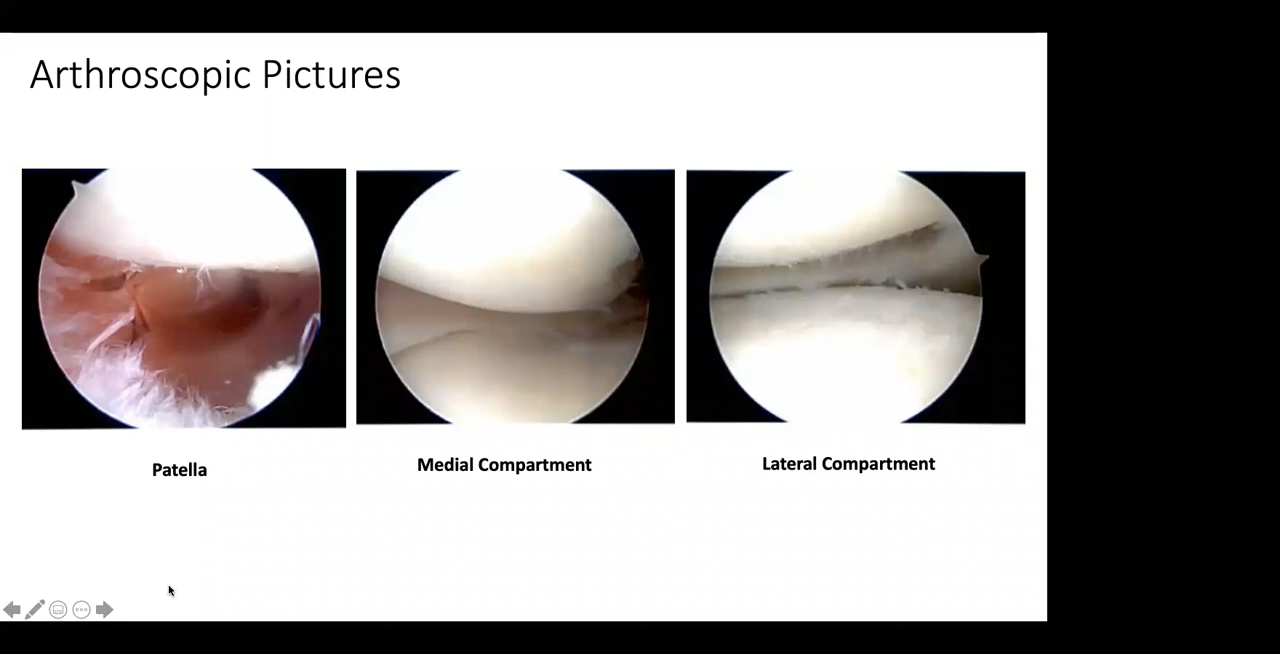 Arthroscopic Pictures
Patella
Medial Compartment
Lateral Compartment